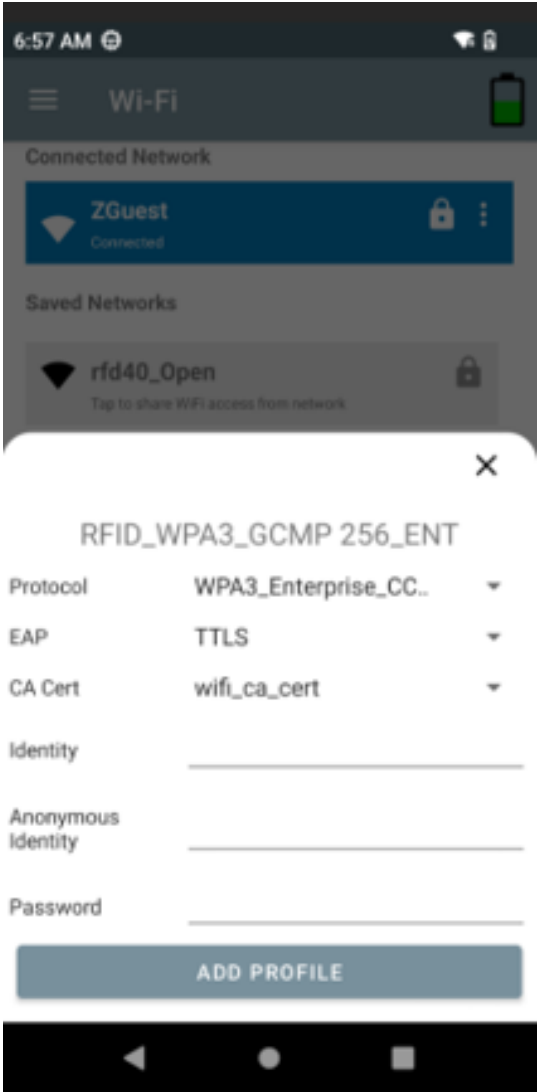 6:57 AM
Wi-Fi
Connected Network
ZGuest
Connected
Saved Networks
rfd40_Open
Tap to share WiFi access from network
RFID_WPA3_GCMP 256_ENT
Protocol WPA3_Enterprise_CC..
EAP TTLS
CA Cert wifi_ca_cert
Identity
Anonymous
Identity
Password
ADD PROFILE